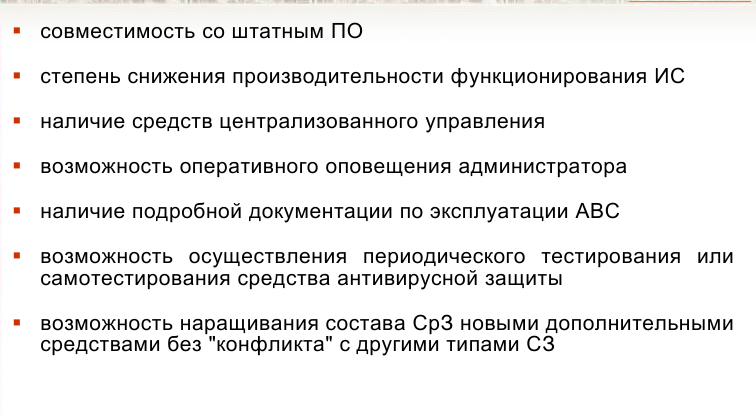 совместимость со штатным ПО
степень снижения производительности функционирования ИС
наличие средств централизованного управления
возможность оперативного оповещения администратора
наличие подробной документации по эксплуатации АВС
возможность осуществления периодического тестирования или
самотестирования средства антивирусной защиты
возможность наращивания состава СрЗ новыми дополнительными
средствами без "конфликта" с другими типами СЗ